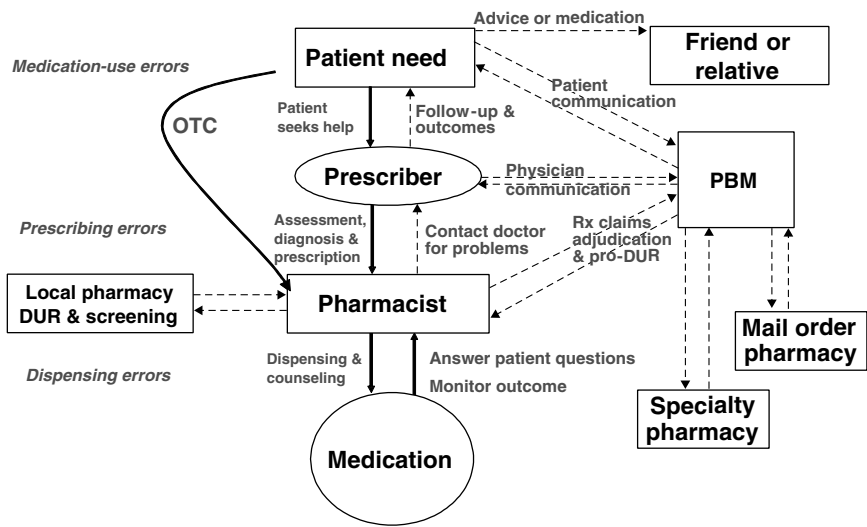 Advice or medication
Patient need
Friend or
relative
Medication-use errors
OTC
Patient
seeks help
Follow-up &
outcomes
Patient
communication
Prescriber
Physician
communication
PBM
Prescribing errors
Assessment,
diagnosis &
prescription
Contact doctor
for problems
Rx claims
adjudication
& pro-DUR
Local pharmacy
DUR & screening
Pharmacist
Mail order
pharmacy
Dispensing errors
Dispensing &
counseling
Answer patient questions
Monitor outcome
Specialty
pharmacy
Medication